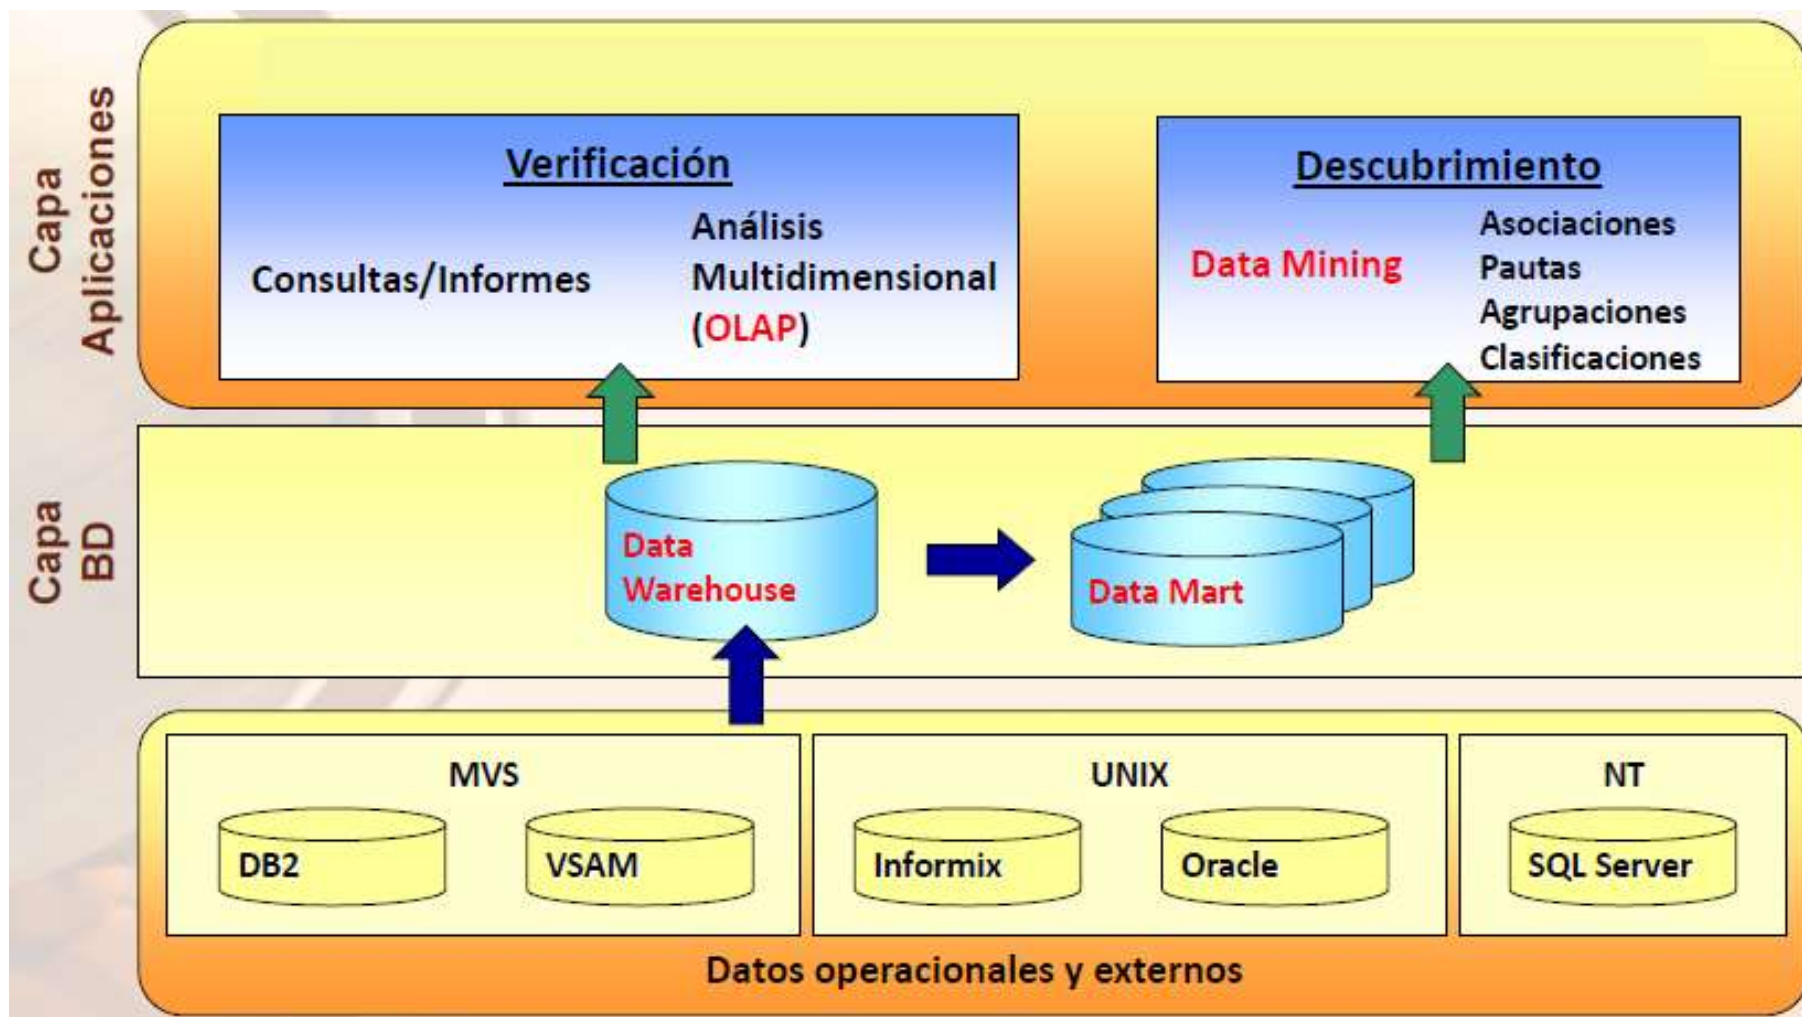 Capa
Aplicaciones
Verificación
Consultas/Informes
Análisis
Multidimensional
(OLAP)
Descubrimiento
Data Mining
Asociaciones
Pautas
Agrupaciones
Clasificaciones
Capa
BD
Data
Warehouse
Data Mart
MVS
DB2
VSAM
UNIX
Informix
Oracle
NT
SQL Server
Datos operacionales y externos